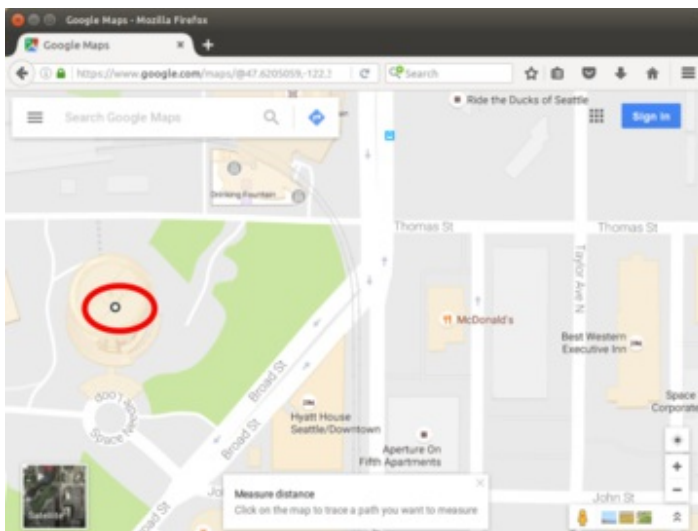 Google Maps - Mozilla Firefox
Google Maps
https://www.google.com/maps/@47.6205059,-122.3
Search
Search Google Maps
Ride the Ducks of Seattle
Sign in
Drinking Fountain
Thomas St
Thomas St
Taylor Ave N
McDonald's
Best Western
Executive Inn
Broad St
Space Needle Loop
Hyatt House
Seattle/Downtown
Space
Corporate
Broad St
Aperture On
Fifth Apartments
Measure distance
Click on the map to trace a path you want to measure
John St
Satellite